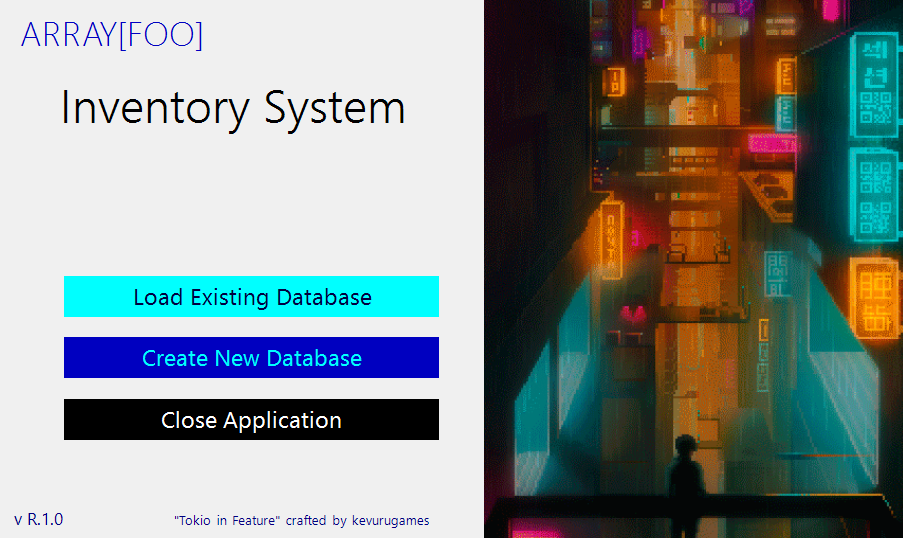 ARRAY[FOO]
Inventory System
Load Existing Database
Create New Database
Close Application
v R.1.0
"Tokio in Feature" crafted by kevurugames